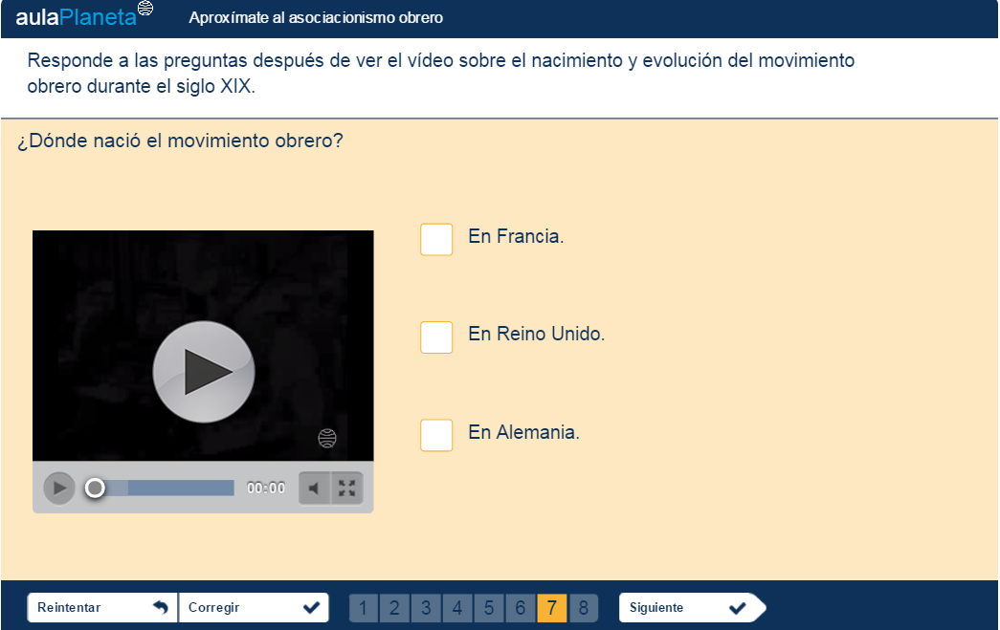 aulaPlaneta
Aproxímate al asociacionismo obrero
Responde a las preguntas después de ver el vídeo sobre el nacimiento y evolución del movimiento
obrero durante el siglo XIX.
¿Dónde nació el movimiento obrero?
En Francia.
En Reino Unido.
En Alemania.
00:00
Reintentar
Corregir
1 2 3 4 5 6 7 8
Siguiente